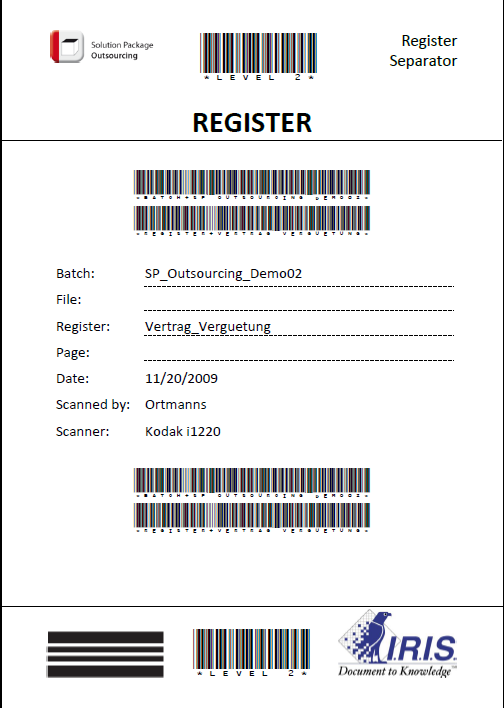 Solution Package
Outsourcing
*LEVEL 2*
Register
Separator
REGISTER
*BATCH+SP OUTSOURCING DEMO02*
*REGISTER+VERTRAG VERGUETUNG*
Batch: SP_Outsourcing_Demo02
File:
Register: Vertrag_Verguetung
Page:
Date: 11/20/2009
Scanned by: Ortmanns
Scanner: Kodak i1220
*BATCH+SP OUTSOURCING DEMO02*
*REGISTER+VERTRAG VERGUETUNG*
*LEVEL 2*
I.R.I.S.
Document to Knowledge